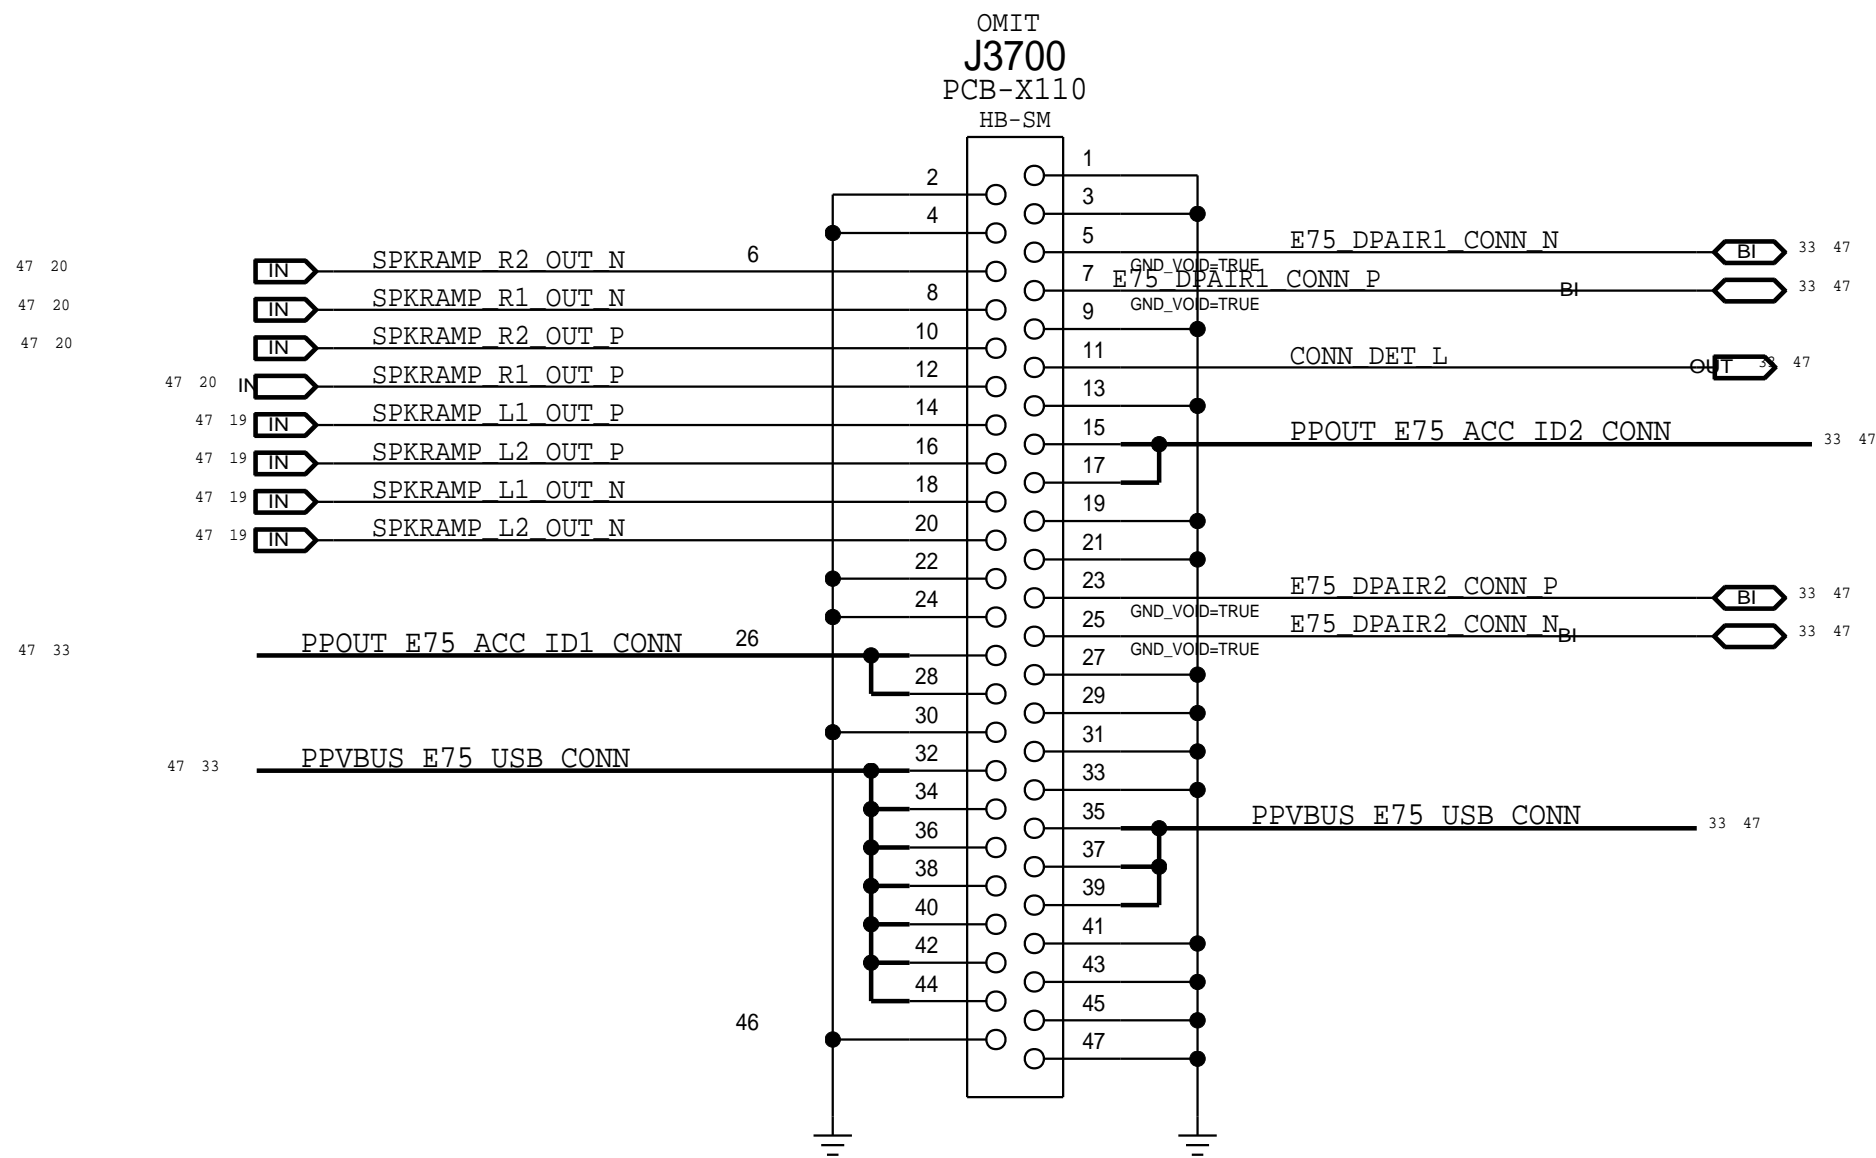 OMIT
J3700
PCB-X110
HB-SM
1
2
3
4
5 E75_DPAIR1_CONN_N BI 33 47
GND_VOID=TRUE
47 20 IN SPKRAMP_R2_OUT_N 6
7 E75_DPAIR1_CONN_P BI 33 47
GND_VOID=TRUE
47 20 IN SPKRAMP_R1_OUT_N 8
9
47 20 IN SPKRAMP_R2_OUT_P 10
11 CONN_DET_L OUT 47
47 20 IN SPKRAMP_R1_OUT_P 12
13
47 19 IN SPKRAMP_L1_OUT_P 14
15 PPOUT_E75_ACC_ID2_CONN 33 47
47 19 IN SPKRAMP_L2_OUT_P 16
17
47 19 IN SPKRAMP_L1_OUT_N 18
19
47 19 IN SPKRAMP_L2_OUT_N 20
21
22
23 E75_DPAIR2_CONN_P BI 33 47
GND_VOID=TRUE
24
25 E75_DPAIR2_CONN_N BI 33 47
GND_VOID=TRUE
47 33 PPOUT_E75_ACC_ID1_CONN 26
27
28
29
30
31
47 33 PPVBUS_E75_USB_CONN 32
33
34
35 PPVBUS_E75_USB_CONN 33 47
36
37
38
39
40
41
42
43
44
45
46
47